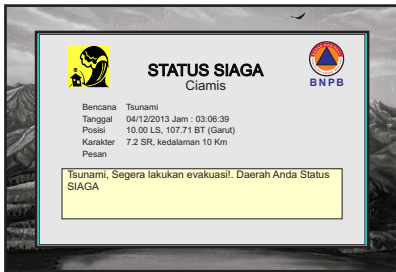 STATUS SIAGA
Ciamis
BNPB
Bencana Tsunami
Tanggal 04/12/2013 Jam : 03:06:39
Posisi 10.00 LS, 107.71 BT (Garut)
Karakter 7.2 SR, kedalaman 10 Km
Pesan
Tsunami, Segera lakukan evakuasi!. Daerah Anda Status
SIAGA